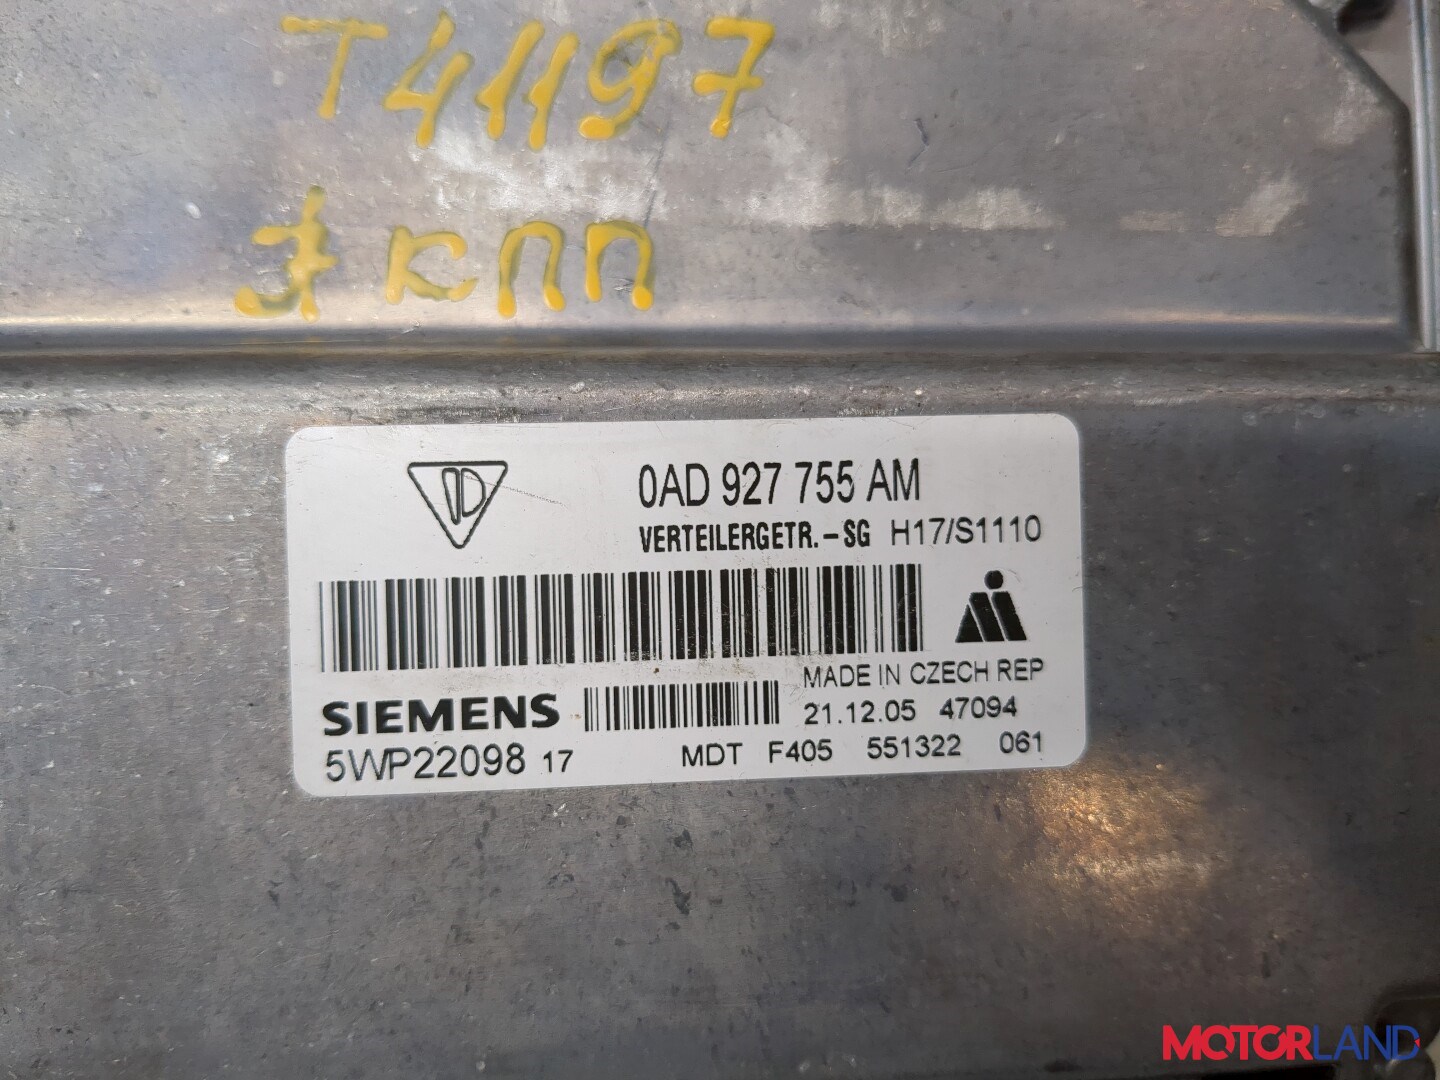 T41197
ЭКПП
0AD 927 755 AM
VERTEILERGETR.-SG H17/S1110
MADE IN CZECH REP
SIEMENS 21.12.05 47094
5WP22098 17 MDT F405 551322 061
MOTORLAND